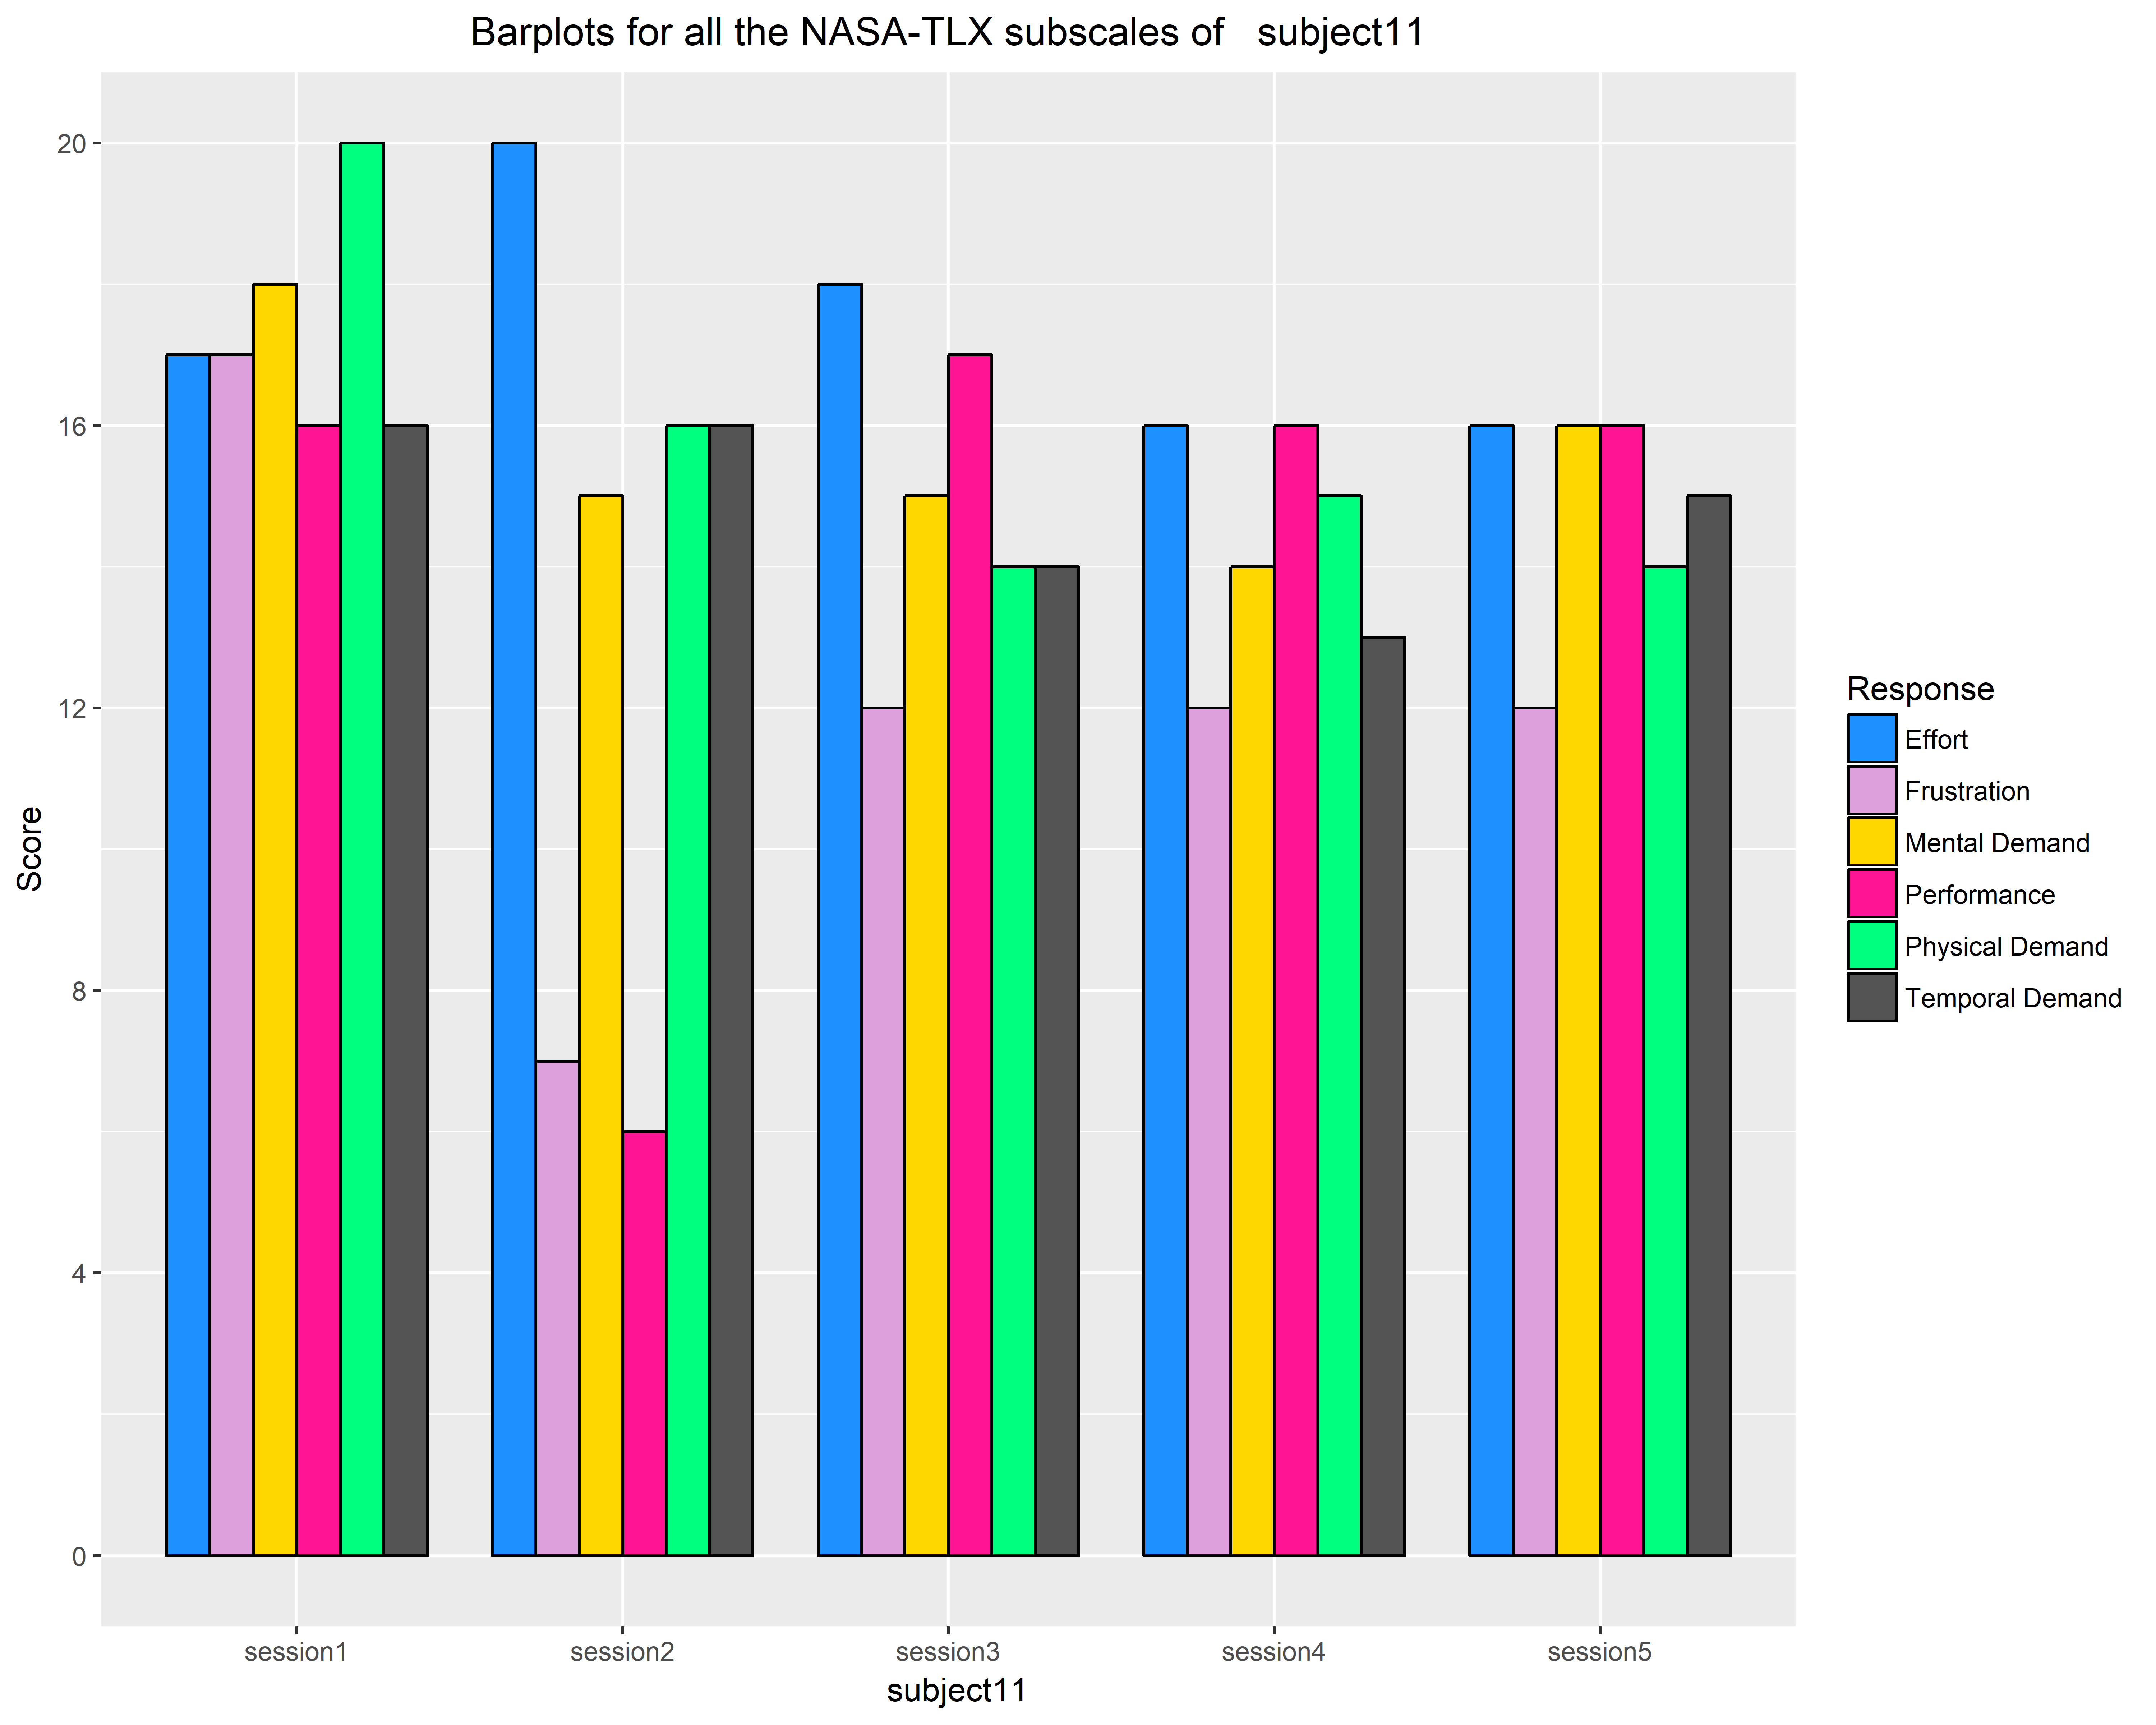 Barplots for all the NASA-TLX subscales of   subject11
20
16
12
8
4
0
Score
session1 session2 session3 session4 session5
subject11
Response
Effort
Frustration
Mental Demand
Performance
Physical Demand
Temporal Demand